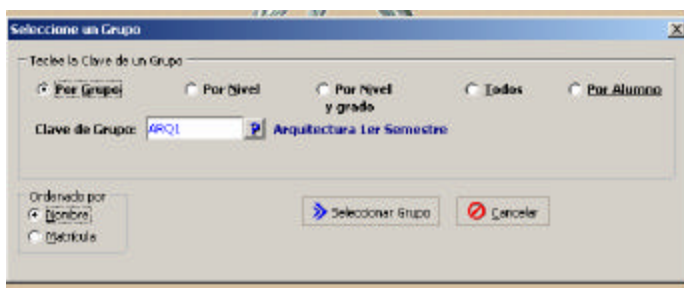 Seleccione un Grupo
Teclee la Clave de un Grupo
Por Grupo Por Nivel Por Nivel y grado Todos Por Alumno
Clave de Grupo: ARQ1 ? Arquitectura 1er Semestre
Ordenado por
Nombre
Matrícula
Seleccionar Grupo Cancelar